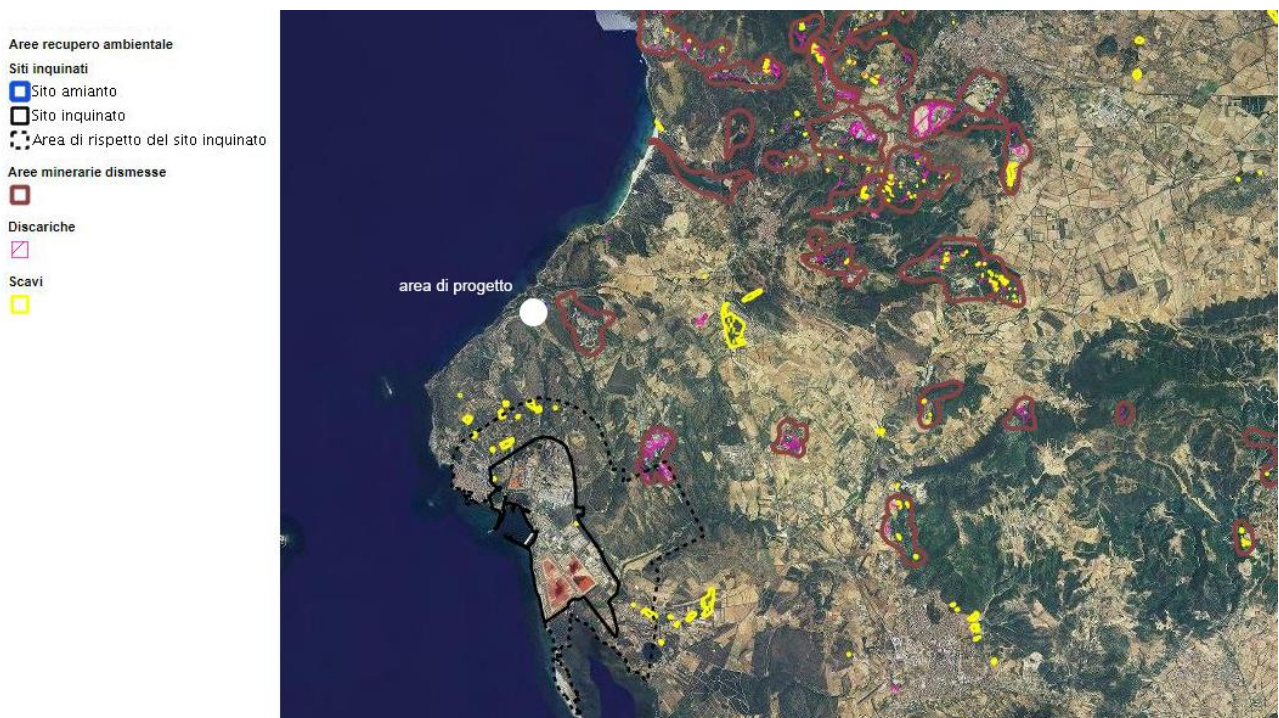 Aree recupero ambientale
Siti inquinati
Sito amianto
Sito inquinato
Area di rispetto del sito inquinato
Aree minerarie dismesse
Discariche
Scavi
area di progetto